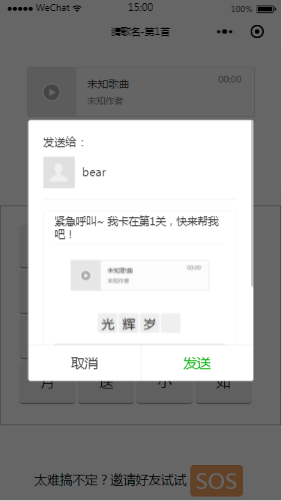 WeChat
15:00
100%
请歌名-第1首
未知歌曲
00:00
未知作者
发送给：
bear
紧急呼叫~ 我卡在第1关，快来帮我
吧！
未知歌曲
00:00
未知作者
光 辉 岁
取消
发送
月 送 小 如
太难搞不定？邀请好友试试
SOS